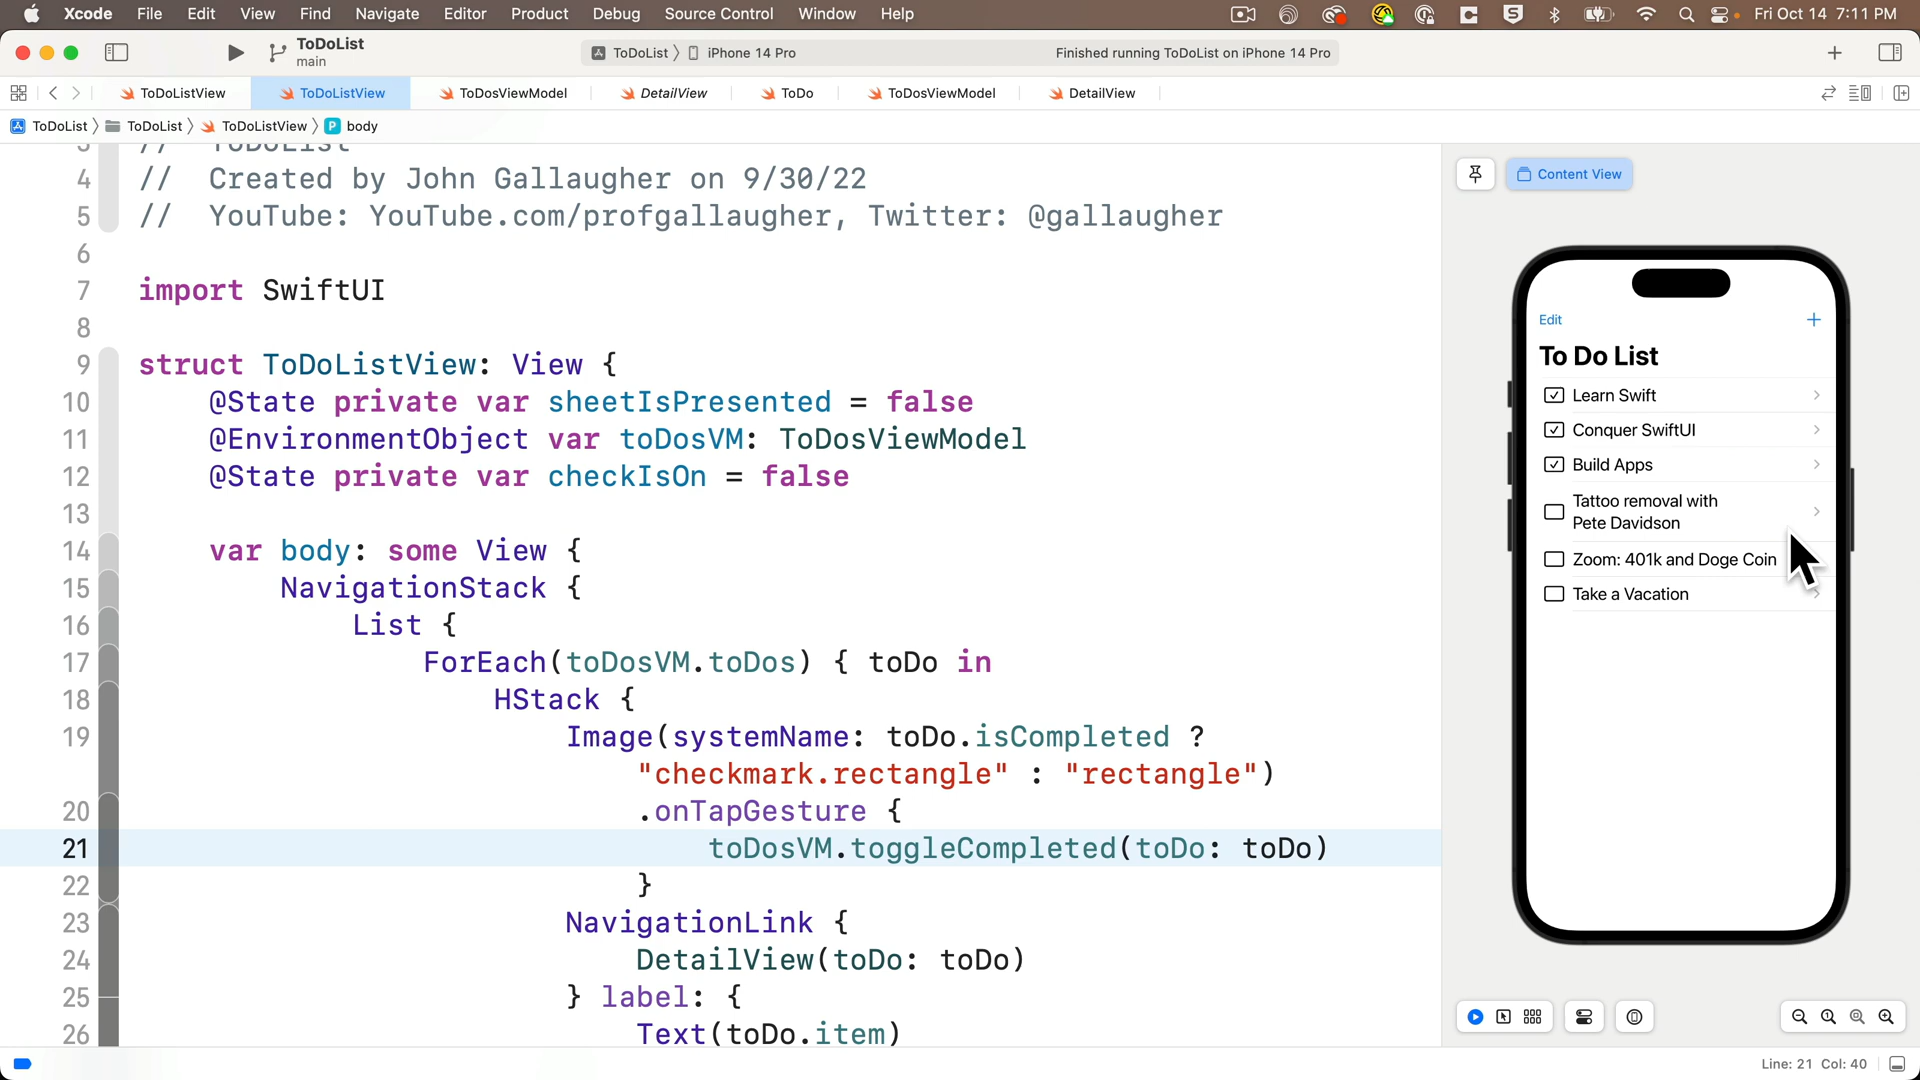 Xcode File Edit View Find Navigate Editor Product Debug Source Control Window Help Fri Oct 14 7:11 PM
ToDoList
main
ToDoList iPhone 14 Pro Finished running ToDoList on iPhone 14 Pro
ToDoListView ToDoListView ToDosViewModel DetailView ToDo ToDosViewModel DetailView
ToDoList ToDoList ToDoListView P body
3 // ToDoList
4 // Created by John Gallaugher on 9/30/22
5 // YouTube: YouTube.com/profgallaugher, Twitter: @gallaugher
6
7 import SwiftUI
8
9 struct ToDoListView: View {
10 @State private var sheetIsPresented = false
11 @EnvironmentObject var toDosVM: ToDosViewModel
12 @State private var checkIsOn = false
13
14 var body: some View {
15 NavigationStack {
16 List {
17 ForEach(toDosVM.toDos) { toDo in
18 HStack {
19 Image(systemName: toDo.isCompleted ?
"checkmark.rectangle" : "rectangle")
20 .onTapGesture {
21 toDosVM.toggleCompleted(toDo: toDo)
22 }
23 NavigationLink {
24 DetailView(toDo: toDo)
25 } label: {
26 Text(toDo.item)
Content View
Edit +
To Do List
Learn Swift
Conquer SwiftUI
Build Apps
Tattoo removal with
Pete Davidson
Zoom: 401k and Doge Coin
Take a Vacation
Line: 21 Col: 40